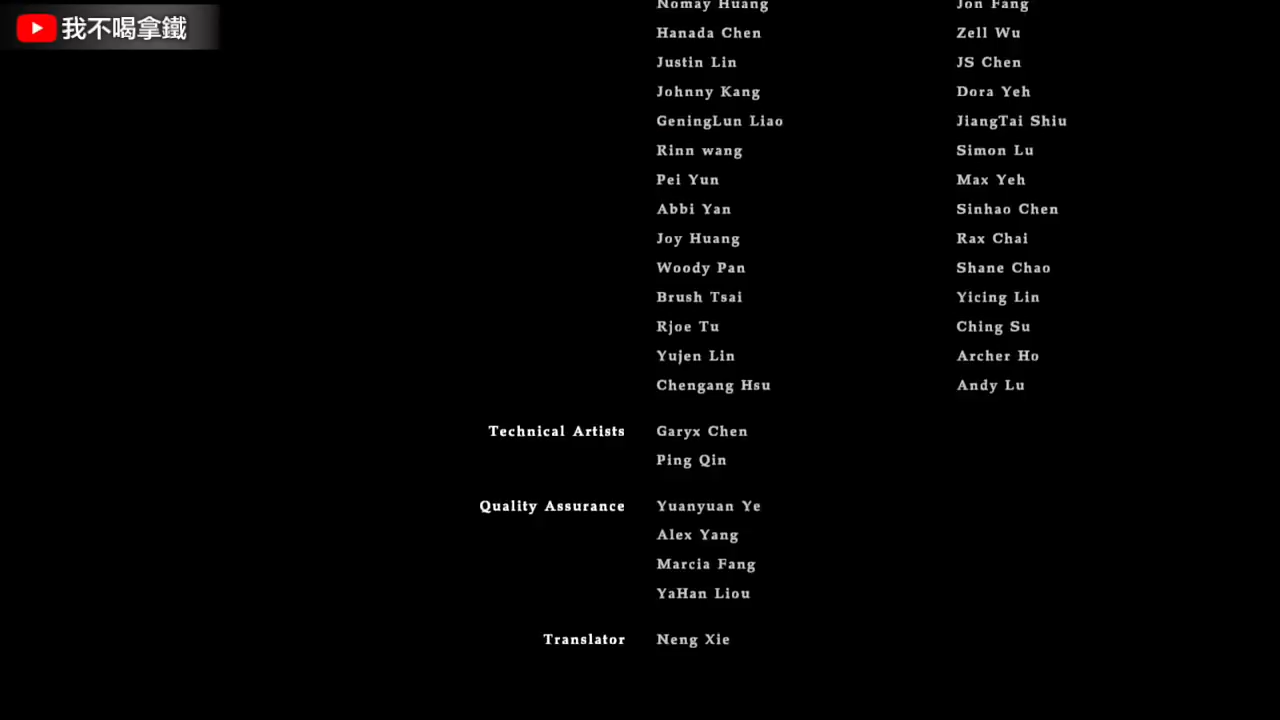 我不喝拿鐵
Nomay Huang Jon Fang
Hanada Chen Zell Wu
Justin Lin JS Chen
Johnny Kang Dora Yeh
GeningLun Liao JiangTai Shiu
Rinn wang Simon Lu
Pei Yun Max Yeh
Abbi Yan Sinhao Chen
Joy Huang Rax Chai
Woody Pan Shane Chao
Brush Tsai Yicing Lin
Rjoe Tu Ching Su
Yujen Lin Archer Ho
Chengang Hsu Andy Lu
Technical Artists Garyx Chen
Ping Qin
Quality Assurance Yuanyuan Ye
Alex Yang
Marcia Fang
YaHan Liou
Translator Neng Xie